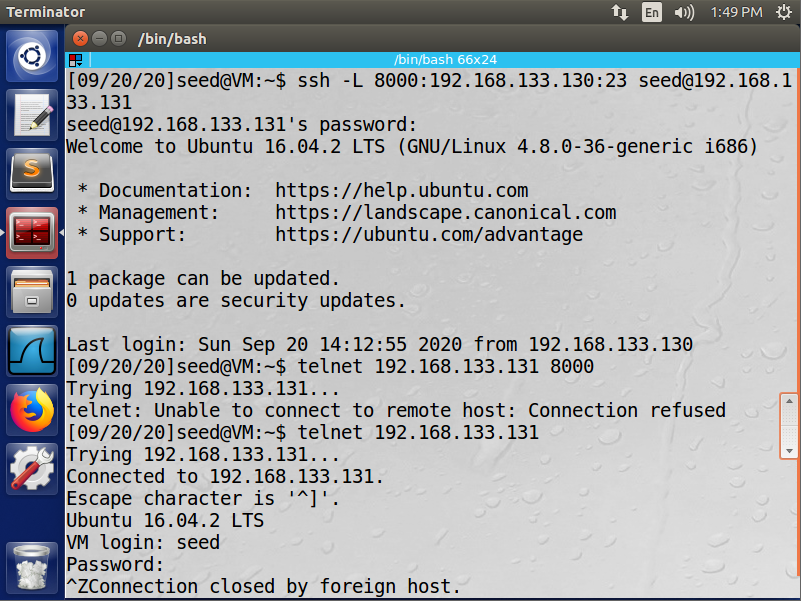 Terminator
En
1:49 PM
/bin/bash
/bin/bash 66x24
[09/20/20]seed@VM:~$ ssh -L 8000:192.168.133.130:23 seed@192.168.1
33.131
seed@192.168.133.131's password:
Welcome to Ubuntu 16.04.2 LTS (GNU/Linux 4.8.0-36-generic i686)
* Documentation:  https://help.ubuntu.com
* Management:     https://landscape.canonical.com
* Support:        https://ubuntu.com/advantage
1 package can be updated.
0 updates are security updates.
Last login: Sun Sep 20 14:12:55 2020 from 192.168.133.130
[09/20/20]seed@VM:~$ telnet 192.168.133.131 8000
Trying 192.168.133.131...
telnet: Unable to connect to remote host: Connection refused
[09/20/20]seed@VM:~$ telnet 192.168.133.131
Trying 192.168.133.131...
Connected to 192.168.133.131.
Escape character is '^]'.
Ubuntu 16.04.2 LTS
VM login: seed
Password:
^ZConnection closed by foreign host.